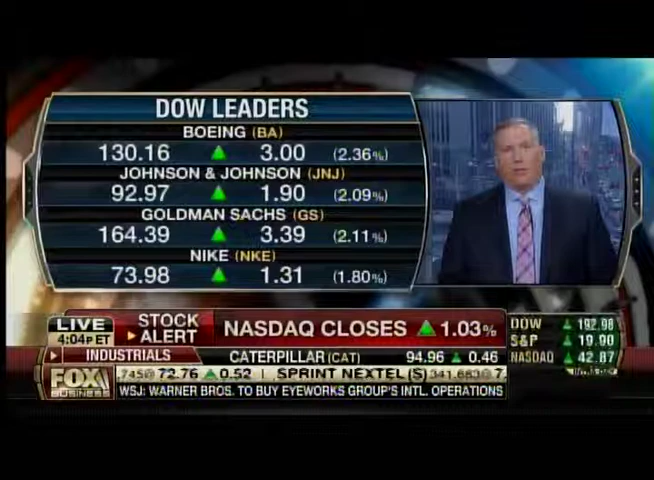 DOW LEADERS
BOEING (BA)
130.16 3.00 (2.36%)
JOHNSON & JOHNSON (JNJ)
92.97 1.90 (2.09%)
GOLDMAN SACHS (GS)
164.39 3.39 (2.11%)
NIKE (NKE)
73.98 1.31 (1.80%)
LIVE
4:04P ET
STOCK ALERT
NASDAQ CLOSES 1.03%
DOW 192.98
S&P 19.90
NASDAQ 42.87
INDUSTRIALS
CATERPILLAR (CAT) 94.96 0.46
72.76 0.52 SPRINT NEXTEL (S)
FOX
BUSINESS
WSJ: WARNER BROS. TO BUY EYEWORKS GROUP'S INT'L. OPERATIONS